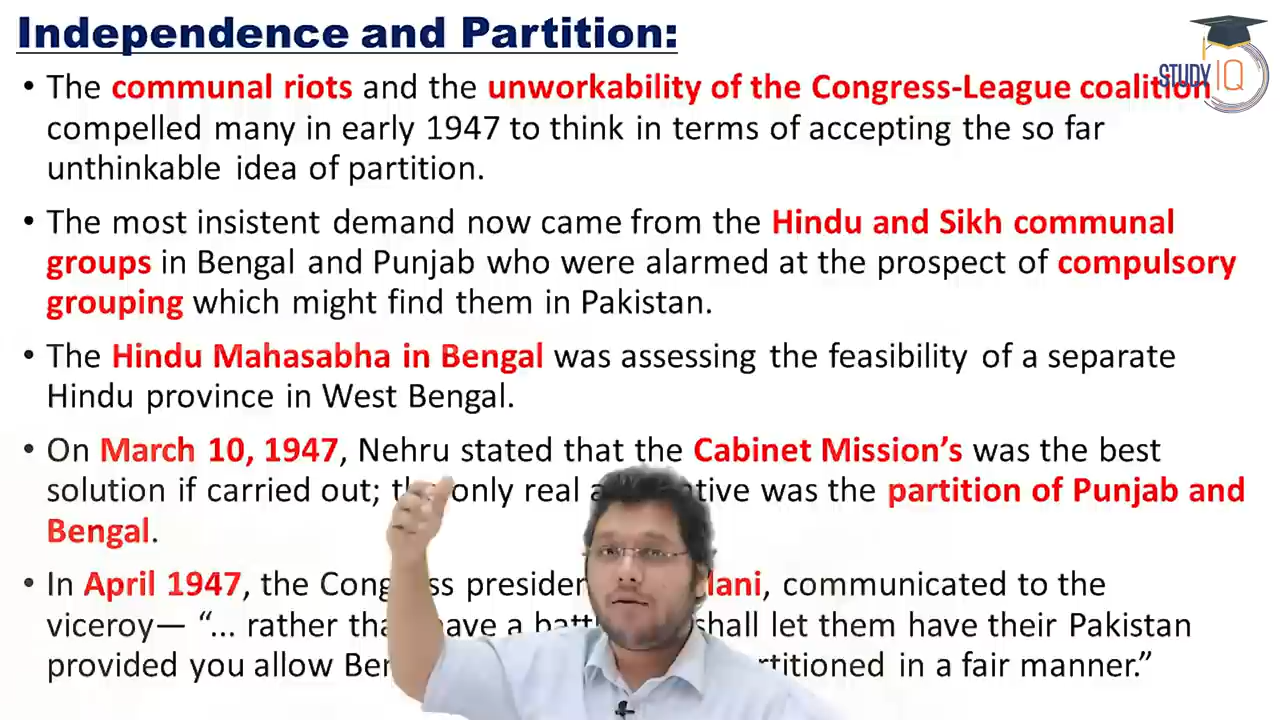 Independence and Partition:
STUDY IQ
• The communal riots and the unworkability of the Congress-League coalition
compelled many in early 1947 to think in terms of accepting the so far
unthinkable idea of partition.
• The most insistent demand now came from the Hindu and Sikh communal
groups in Bengal and Punjab who were alarmed at the prospect of compulsory
grouping which might find them in Pakistan.
• The Hindu Mahasabha in Bengal was assessing the feasibility of a separate
Hindu province in West Bengal.
• On March 10, 1947, Nehru stated that the Cabinet Mission’s was the best
solution if carried out; the only real alternative was the partition of Punjab and
Bengal.
• In April 1947, the Congress president, communicated to the
viceroy— “... rather than have a battle shall let them have their Pakistan
provided you allow partitioned in a fair manner.”